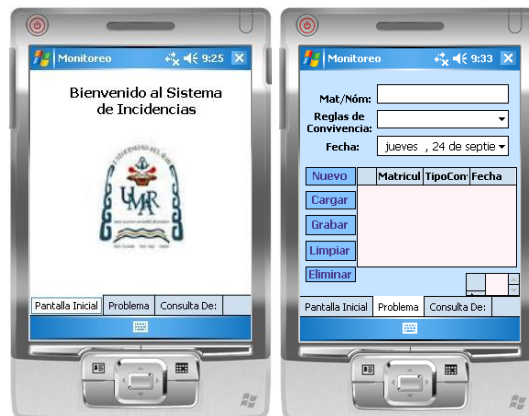 Monitoreo 9:25
Bienvenido al Sistema
de Incidencias
UMAR
Pantalla Inicial Problema Consulta De:
Monitoreo 9:33
Mat/Nóm:
Reglas de
Convivencia:
Fecha: jueves , 24 de septie
Nuevo
Matricul TipoCon Fecha
Cargar
Grabar
Limpiar
Eliminar
Pantalla Inicial Problema Consulta De: